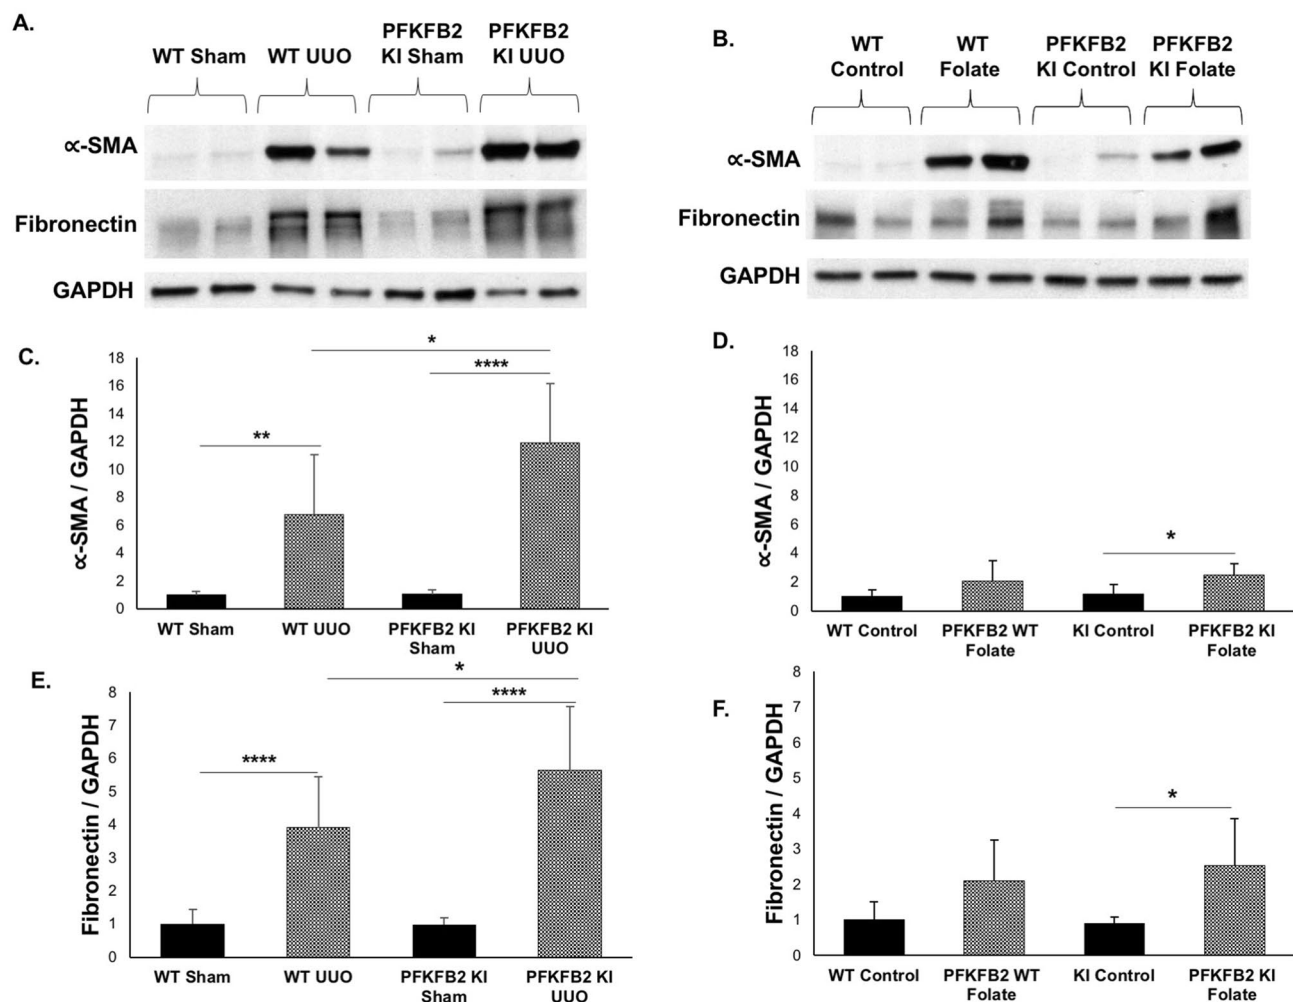 A.
WT Sham
WT UUO
PFKFB2
KI Sham
PFKFB2
KI UUO
∝-SMA
Fibronectin
GAPDH
B.
WT
Control
WT
Folate
PFKFB2
KI Control
PFKFB2
KI Folate
∝-SMA
Fibronectin
GAPDH
C.
∝-SMA / GAPDH
18
16
14
12
10
8
6
4
2
0
**
*
****
WT Sham
WT UUO
PFKFB2 KI
Sham
PFKFB2 KI
UUO
D.
∝-SMA / GAPDH
18
16
14
12
10
8
6
4
2
0
*
WT Control
PFKFB2 WT
Folate
KI Control
PFKFB2 KI
Folate
E.
Fibronectin / GAPDH
8
7
6
5
4
3
2
1
0
****
*
****
WT Sham
WT UUO
PFKFB2 KI
Sham
PFKFB2 KI
UUO
F.
Fibronectin / GAPDH
8
7
6
5
4
3
2
1
0
*
WT Control
PFKFB2 WT
Folate
KI Control
PFKFB2 KI
Folate